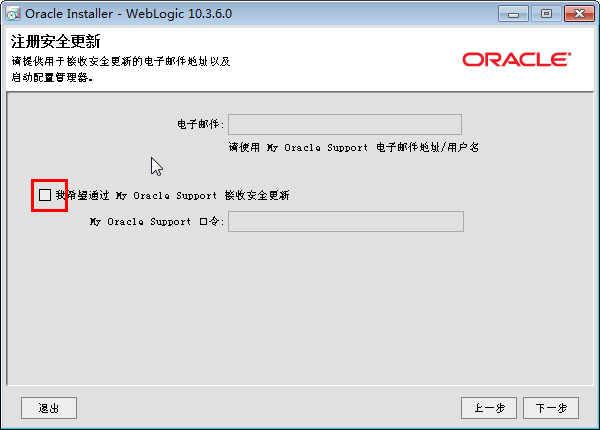 Oracle Installer - WebLogic 10.3.6.0
注册安全更新
请提供用于接收安全更新的电子邮件地址以及
启动配置管理器。
ORACLE
电子邮件:
请使用 My Oracle Support 电子邮件地址/用户名
我希望通过 My Oracle Support 接收安全更新
My Oracle Support 口令:
退出
上一步
下一步